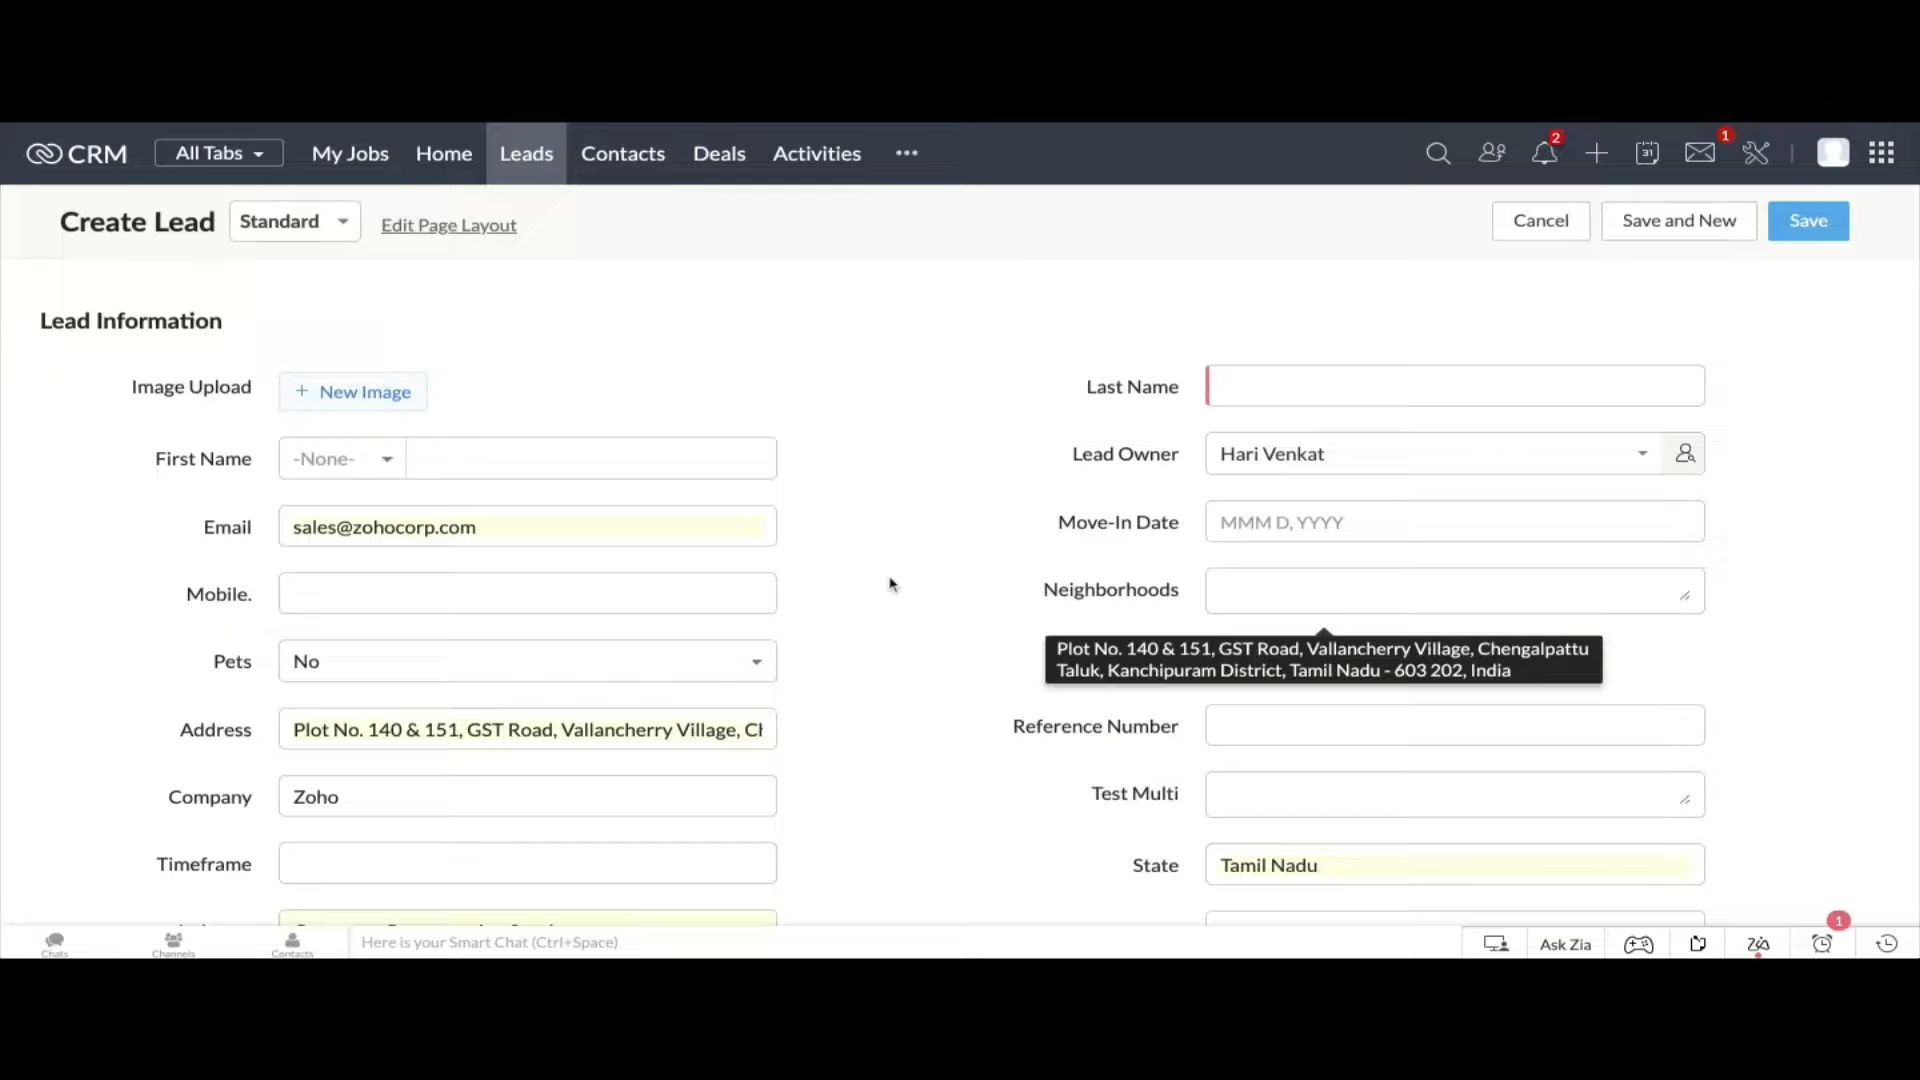 CRM
All Tabs
My Jobs
Home
Leads
Contacts
Deals
Activities
2
31
1
Create Lead
Standard
Edit Page Layout
Cancel
Save and New
Save
Lead Information
Image Upload
+ New Image
Last Name
First Name
-None-
Lead Owner
Hari Venkat
Email
sales@zohocorp.com
Move-In Date
MMM D, YYYY
Mobile.
Neighborhoods
Plot No. 140 & 151, GST Road, Vallancherry Village, Chengalpattu
Taluk, Kanchipuram District, Tamil Nadu - 603 202, India
Pets
No
Address
Plot No. 140 & 151, GST Road, Vallancherry Village, Cl
Reference Number
Company
Zoho
Test Multi
Timeframe
State
Tamil Nadu
1
Chats
Channels
Contacts
Here is your Smart Chat (Ctrl+Space)
Ask Zia